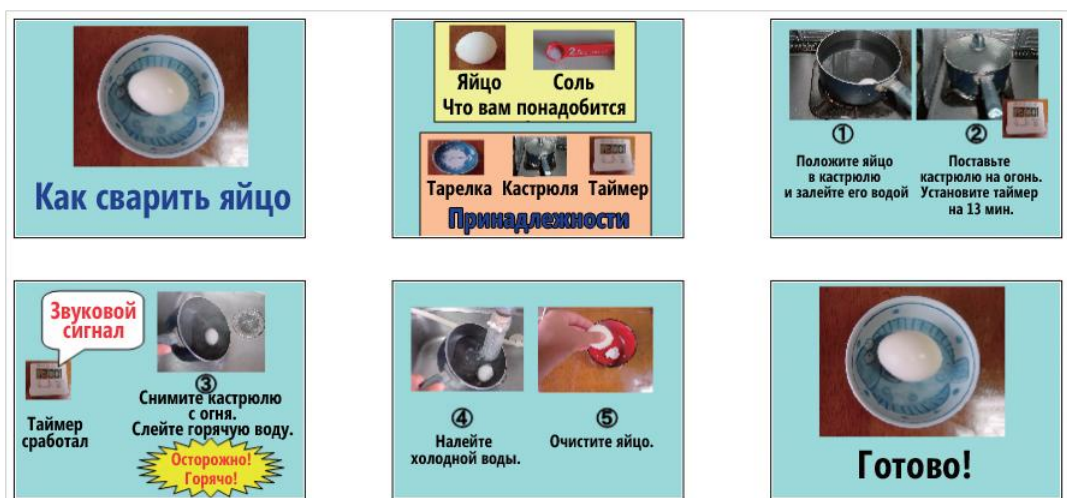 Как сварить яйцо
Яйцо Соль
Что вам понадобится
Тарелка Кастрюля Таймер
Принадлежности
①
Положите яйцо
в кастрюлю
и залейте его водой
②
Поставьте
кастрюлю на огонь.
Установите таймер
на 13 мин.
Звуковой
сигнал
Таймер
сработал
③
Снимите кастрюлю
с огня.
Слейте горячую воду.
Осторожно!
Горячо!
④
Налейте
холодной воды.
⑤
Очистите яйцо.
Готово!